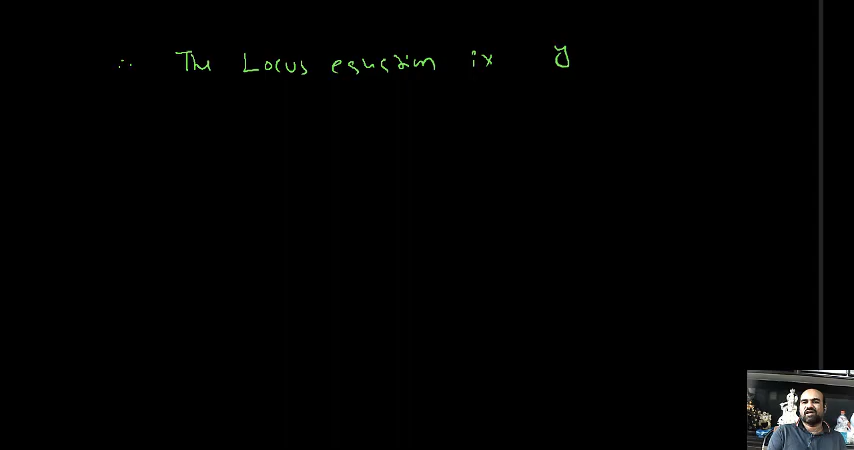 ∴ The Locus equation is y